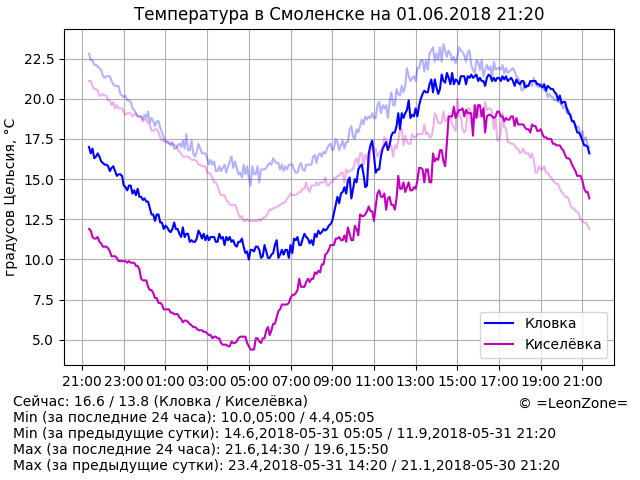 Температура в Смоленске на 01.06.2018 21:20
градусов Цельсия, °C
22.5
20.0
17.5
15.0
12.5
10.0
7.5
5.0
Кловка
Киселёвка
21:00 23:00 01:00 03:00 05:00 07:00 09:00 11:00 13:00 15:00 17:00 19:00 21:00
Сейчас: 16.6 / 13.8 (Кловка / Киселёвка)
© =LeonZone=
Min (за последние 24 часа): 10.0,05:00 / 4.4,05:05
Min (за предыдущие сутки): 14.6,2018-05-31 05:05 / 11.9,2018-05-31 21:20
Max (за последние 24 часа): 21.6,14:30 / 19.6,15:50
Max (за предыдущие сутки): 23.4,2018-05-31 14:20 / 21.1,2018-05-30 21:20